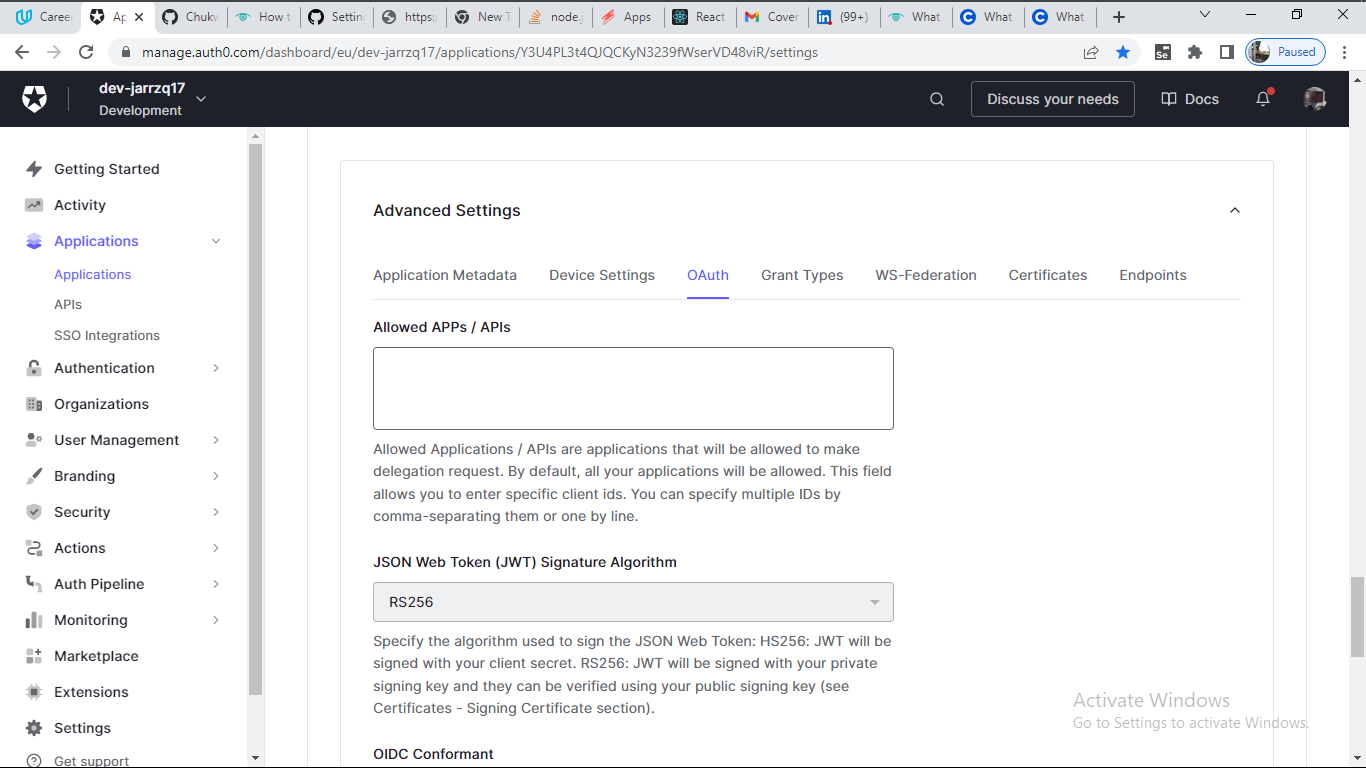 Career
Ap
Chukw
How t
Settin
https:
New T
node.j
Apps
React
Cover
(99+)
What
What
What
manage.auth0.com/dashboard/eu/dev-jarrzq17/applications/Y3U4PL3t4QJQCKyN3239fWserVD48viR/settings
Paused
dev-jarrzq17
Development
Discuss your needs
Docs
Getting Started
Activity
Applications
Applications
APIs
SSO Integrations
Authentication
Organizations
User Management
Branding
Security
Actions
Auth Pipeline
Monitoring
Marketplace
Extensions
Settings
Get support
Advanced Settings
Application Metadata
Device Settings
OAuth
Grant Types
WS-Federation
Certificates
Endpoints
Allowed APPs / APIs
Allowed Applications / APIs are applications that will be allowed to make
delegation request. By default, all your applications will be allowed. This field
allows you to enter specific client ids. You can specify multiple IDs by
comma-separating them or one by line.
JSON Web Token (JWT) Signature Algorithm
RS256
Specify the algorithm used to sign the JSON Web Token: HS256: JWT will be
signed with your client secret. RS256: JWT will be signed with your private
signing key and they can be verified using your public signing key (see
Certificates - Signing Certificate section).
OIDC Conformant
Activate Windows
Go to Settings to activate Windows.